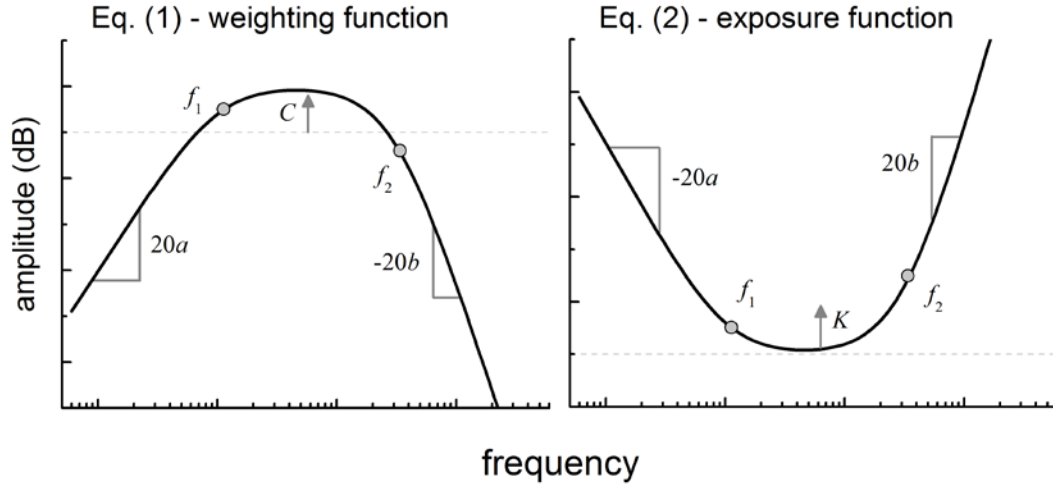 Eq. (1) - weighting function
Eq. (2) - exposure function
amplitude (dB)
f₁
C
f₂
20a
-20b
-20a
20b
f₁
K
f₂
frequency